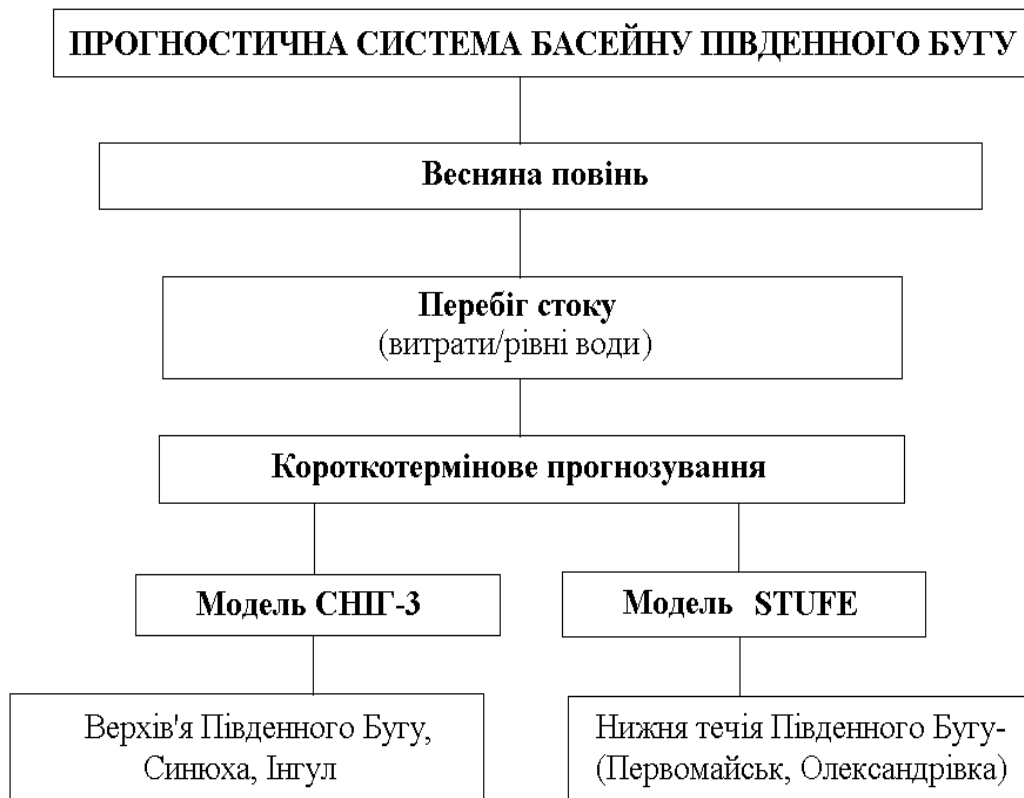 ПРОГНОСТИЧНА СИСТЕМА БАСЕЙНУ ПІВДЕННОГО БУГУ
Весняна повінь
Перебіг стоку
(витрати/рівні води)
Короткотермінове прогнозування
Модель СНІГ-3
Модель STUFE
Верхів'я Південного Бугу,
Синюха, Інгул
Нижня течія Південного Бугу-
(Первомайськ, Олександрівка)